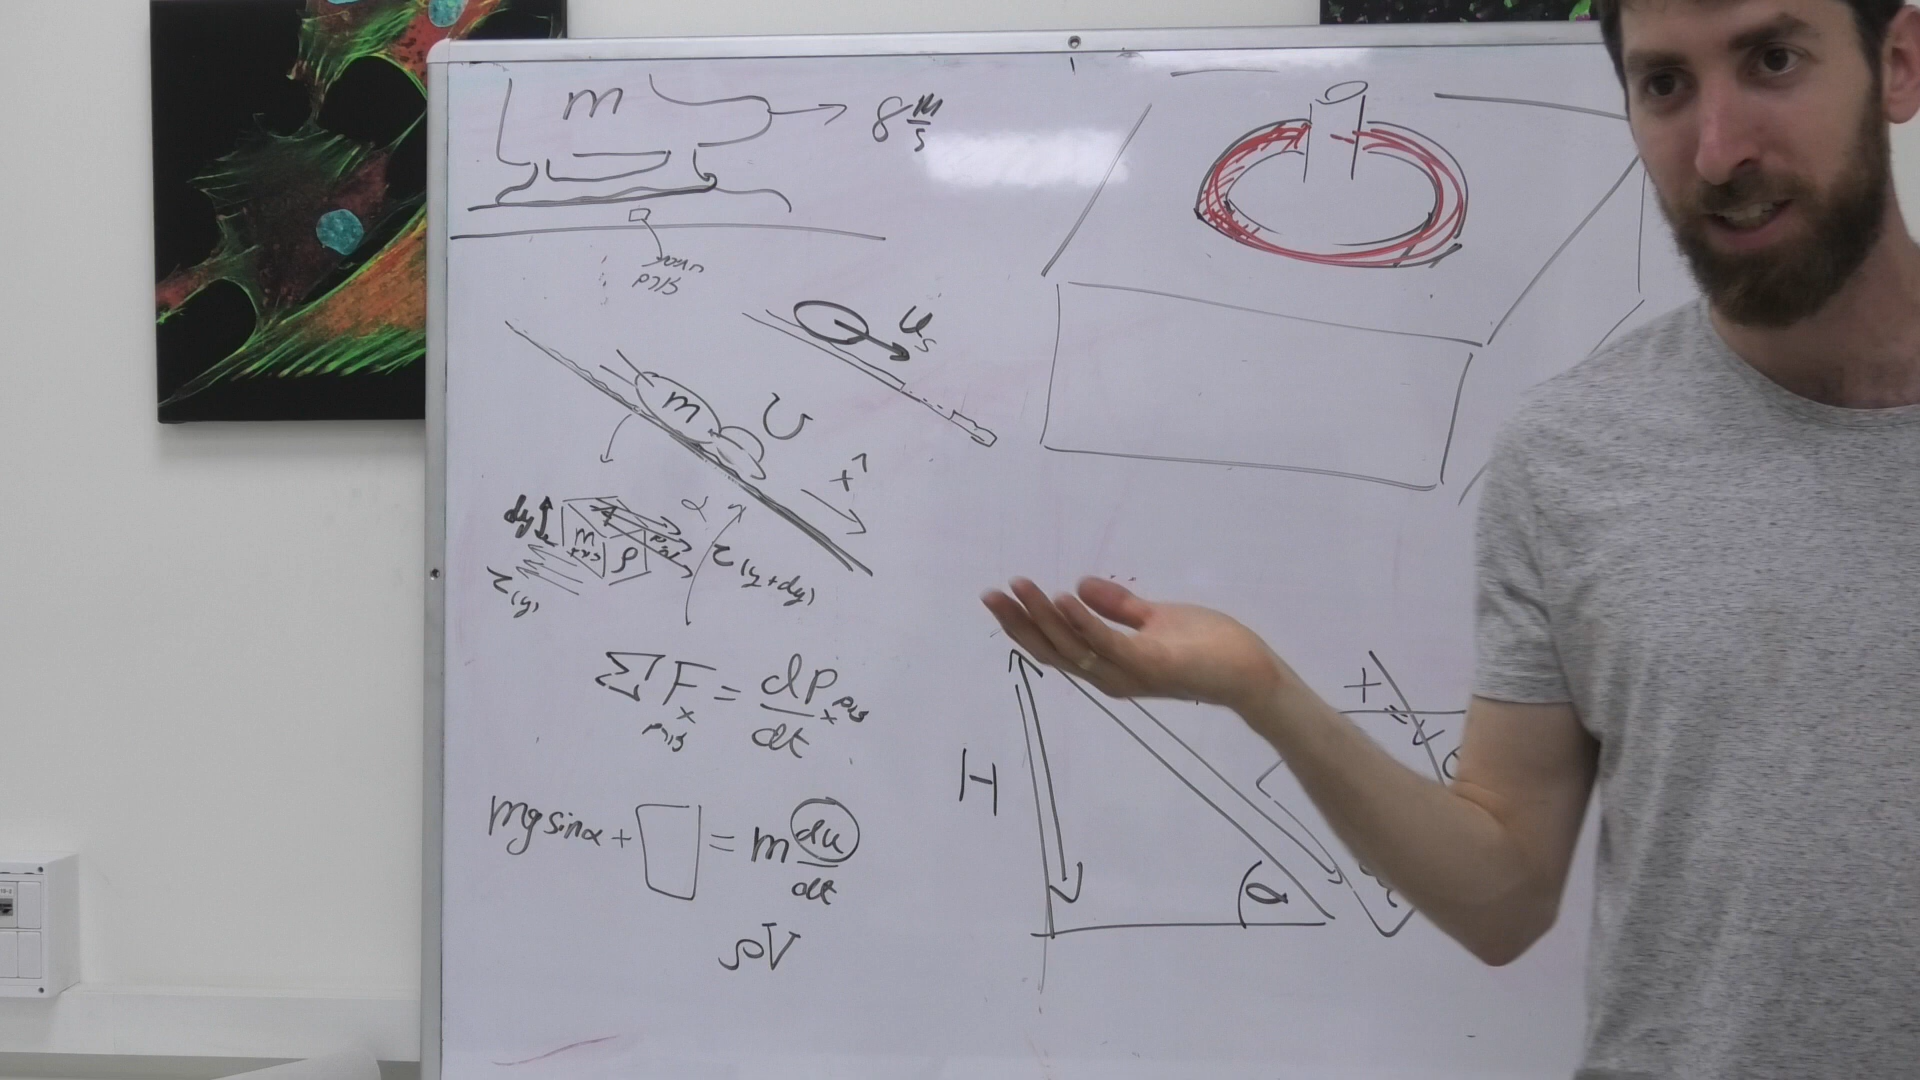 m
8 m/s
u_s
m
U
x̂
α
dy
m
ρ
τ(y)
τ(y+dy)
ΣF_x = dP_x/dt
mg sinα + = m du/dt
ρV
H
α